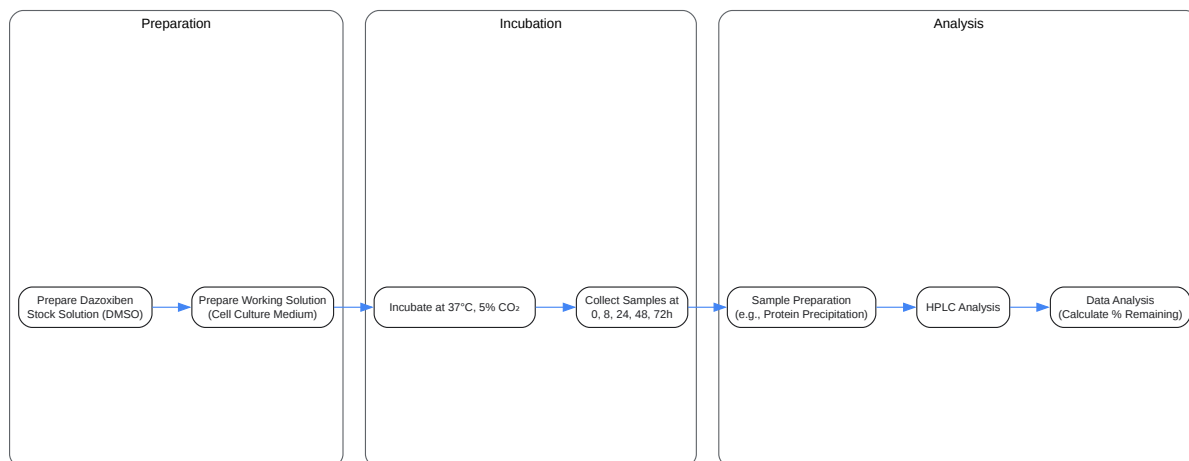 Preparation
Incubation
Analysis
Prepare Dazoxiben
Stock Solution (DMSO)
Prepare Working Solution
(Cell Culture Medium)
Incubate at 37°C, 5% CO₂
Collect Samples at
0, 8, 24, 48, 72h
Sample Preparation
(e.g., Protein Precipitation)
HPLC Analysis
Data Analysis
(Calculate % Remaining)